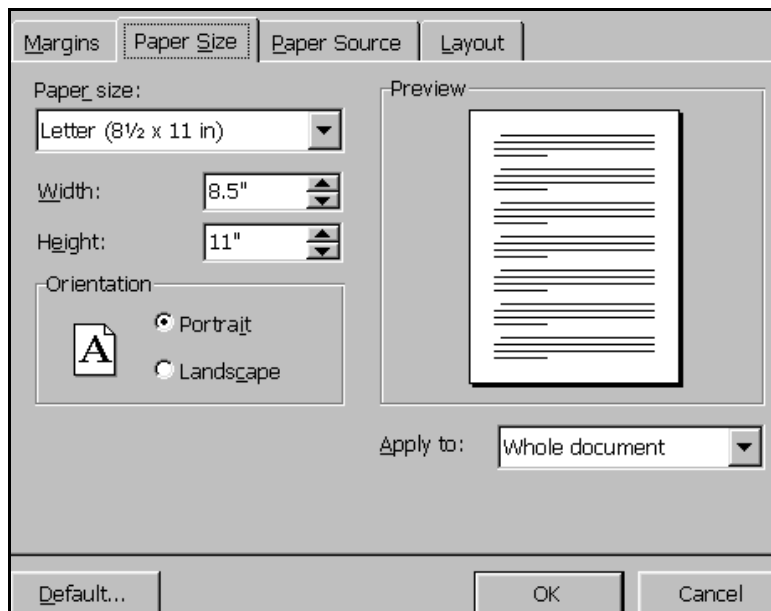 Margins Paper Size Paper Source Layout
Paper size:
Letter (8½ x 11 in)
Width: 8.5"
Height: 11"
Orientation
A
Portrait
Landscape
Preview
Apply to: Whole document
Default... OK Cancel